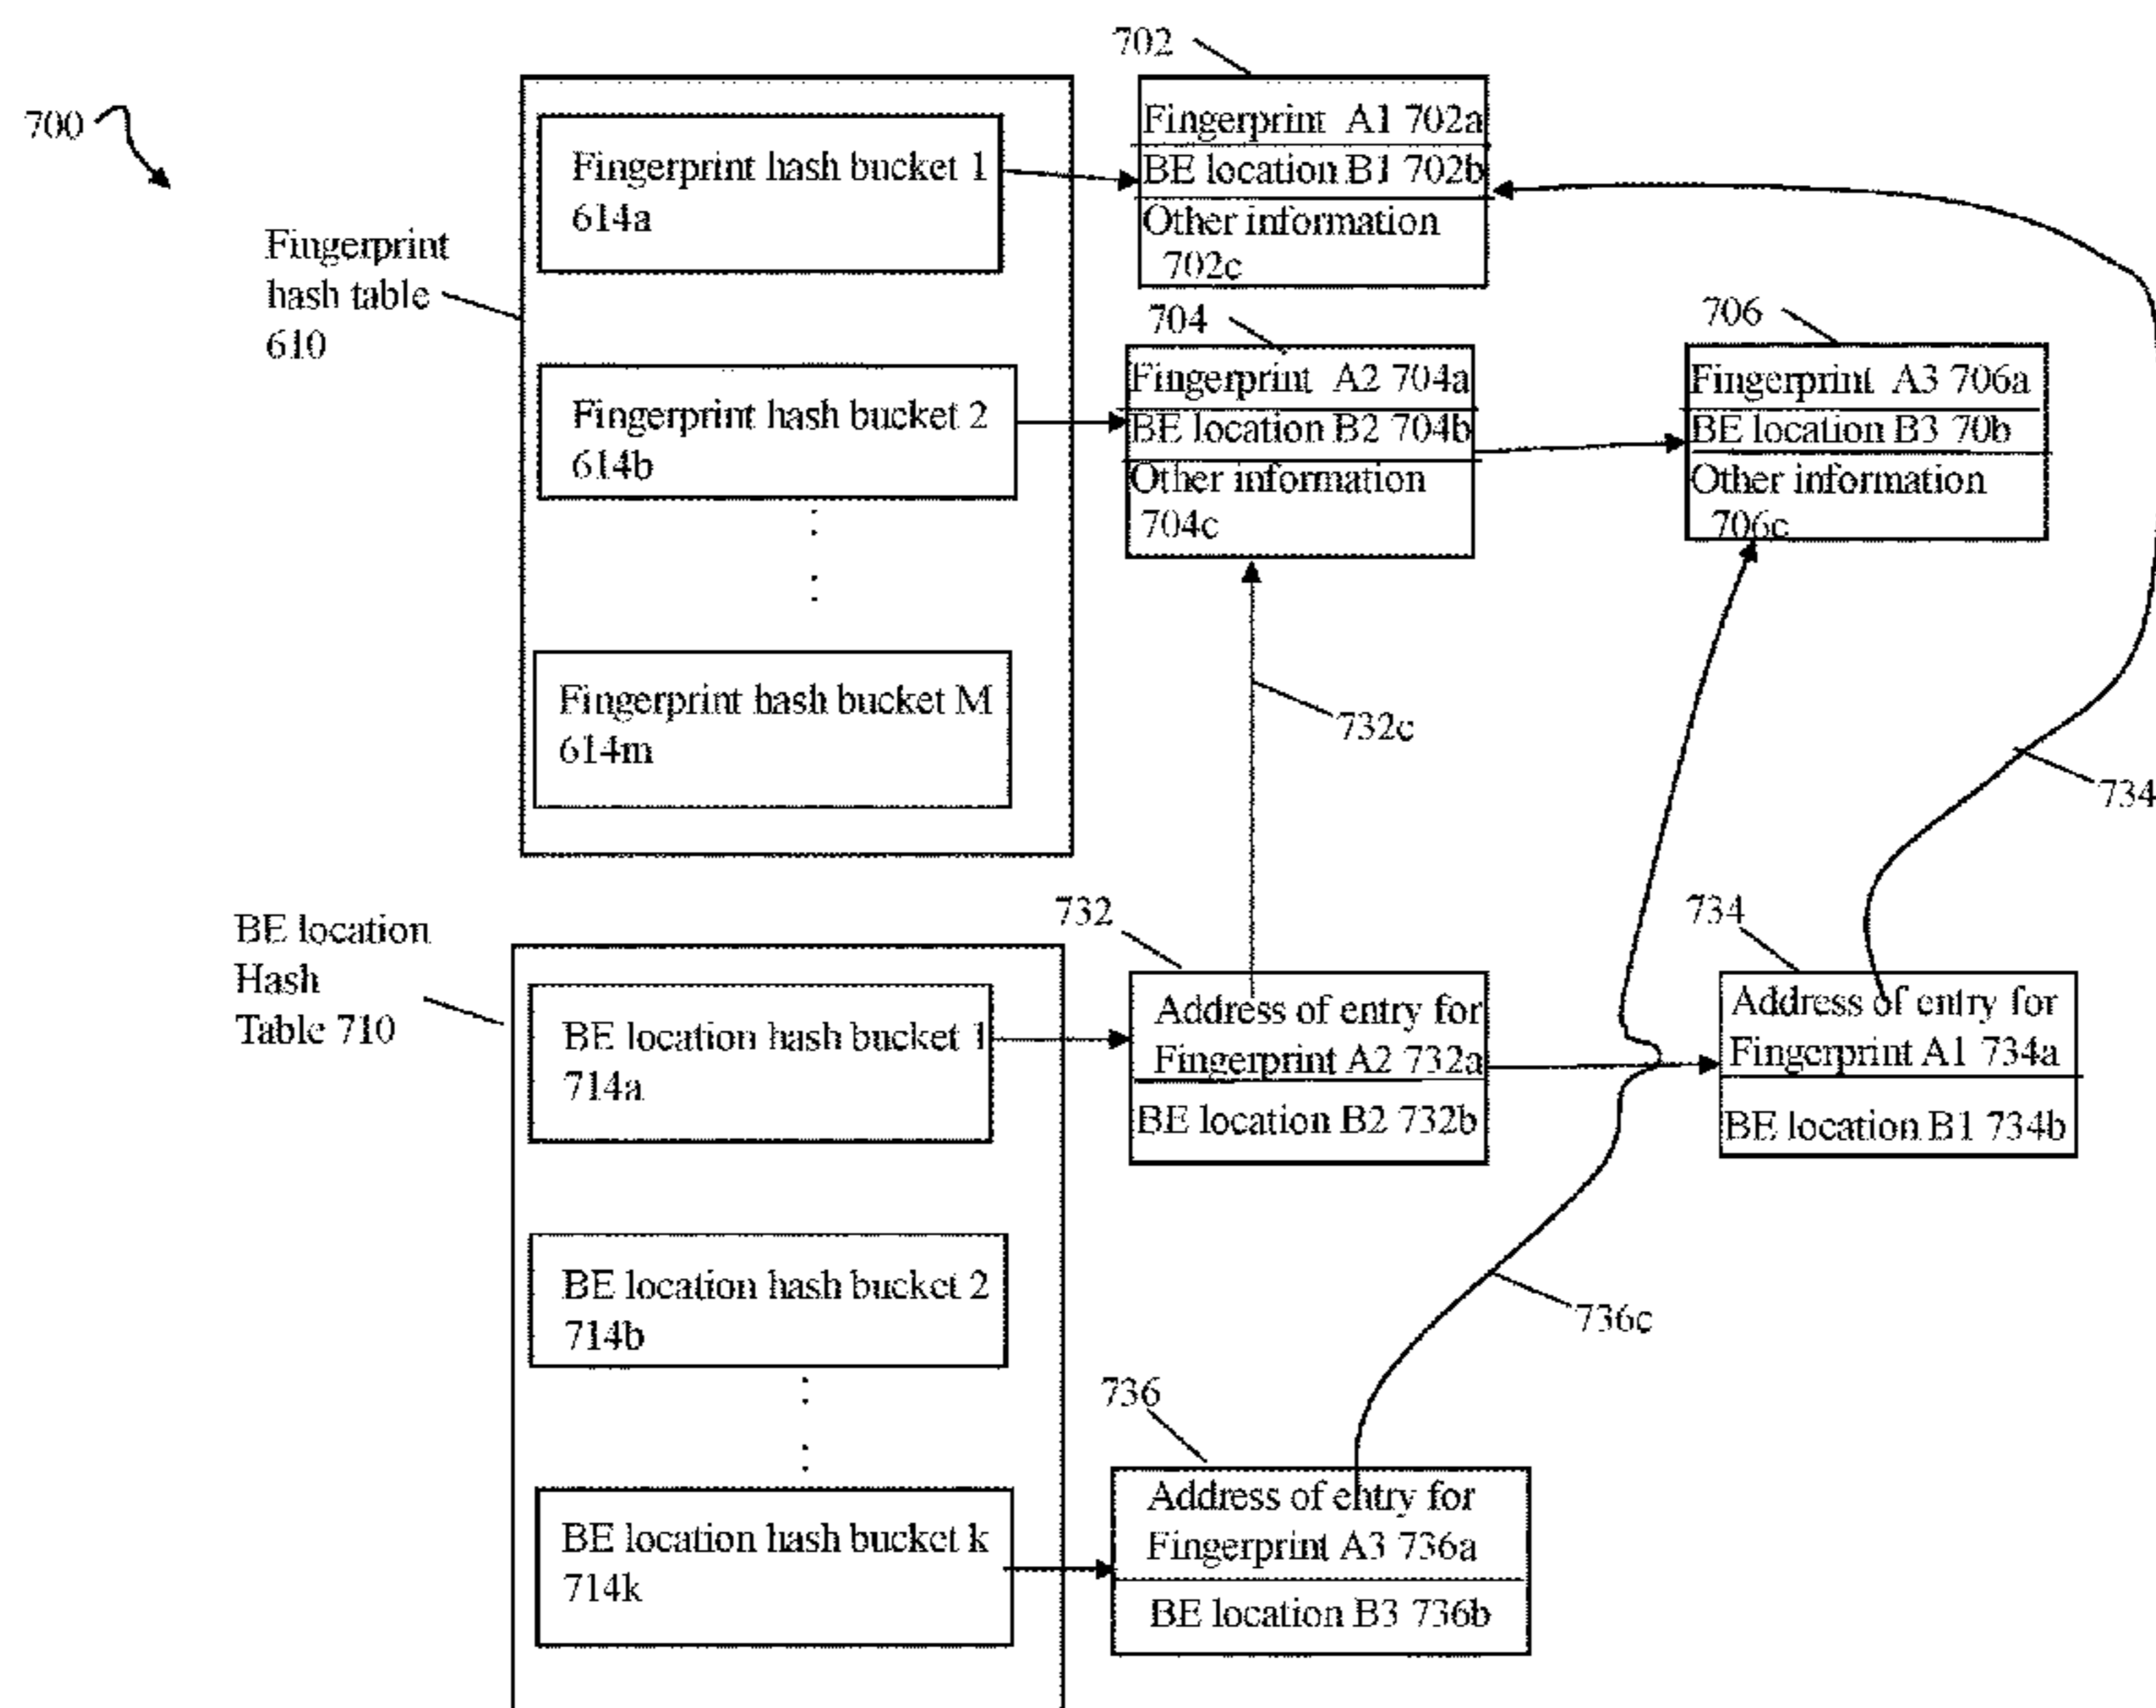 700
Fingerprint
hash table
610
Fingerprint hash bucket 1
614a
Fingerprint hash bucket 2
614b
Fingerprint hash bucket M
614m
702
Fingerprint A1 702a
BE location B1 702b
Other information
702c
704
Fingerprint A2 704a
BE location B2 704b
Other information
704c
706
Fingerprint A3 706a
BE location B3 70b
Other information
706c
732c
734
BE location
Hash
Table 710
BE location hash bucket 1
714a
BE location hash bucket 2
714b
BE location hash bucket k
714k
732
Address of entry for
Fingerprint A2 732a
BE location B2 732b
734
Address of entry for
Fingerprint A1 734a
BE location B1 734b
736c
736
Address of entry for
Fingerprint A3 736a
BE location B3 736b